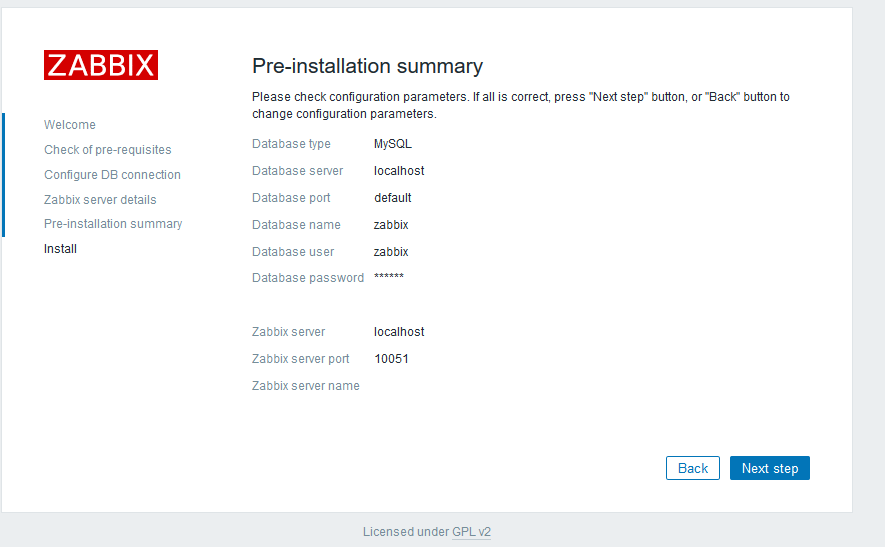 ZABBIX
Welcome
Check of pre-requisites
Configure DB connection
Zabbix server details
Pre-installation summary
Install
Pre-installation summary
Please check configuration parameters. If all is correct, press "Next step" button, or "Back" button to
change configuration parameters.
Database type MySQL
Database server localhost
Database port default
Database name zabbix
Database user zabbix
Database password ******
Zabbix server localhost
Zabbix server port 10051
Zabbix server name
Back Next step
Licensed under GPL v2